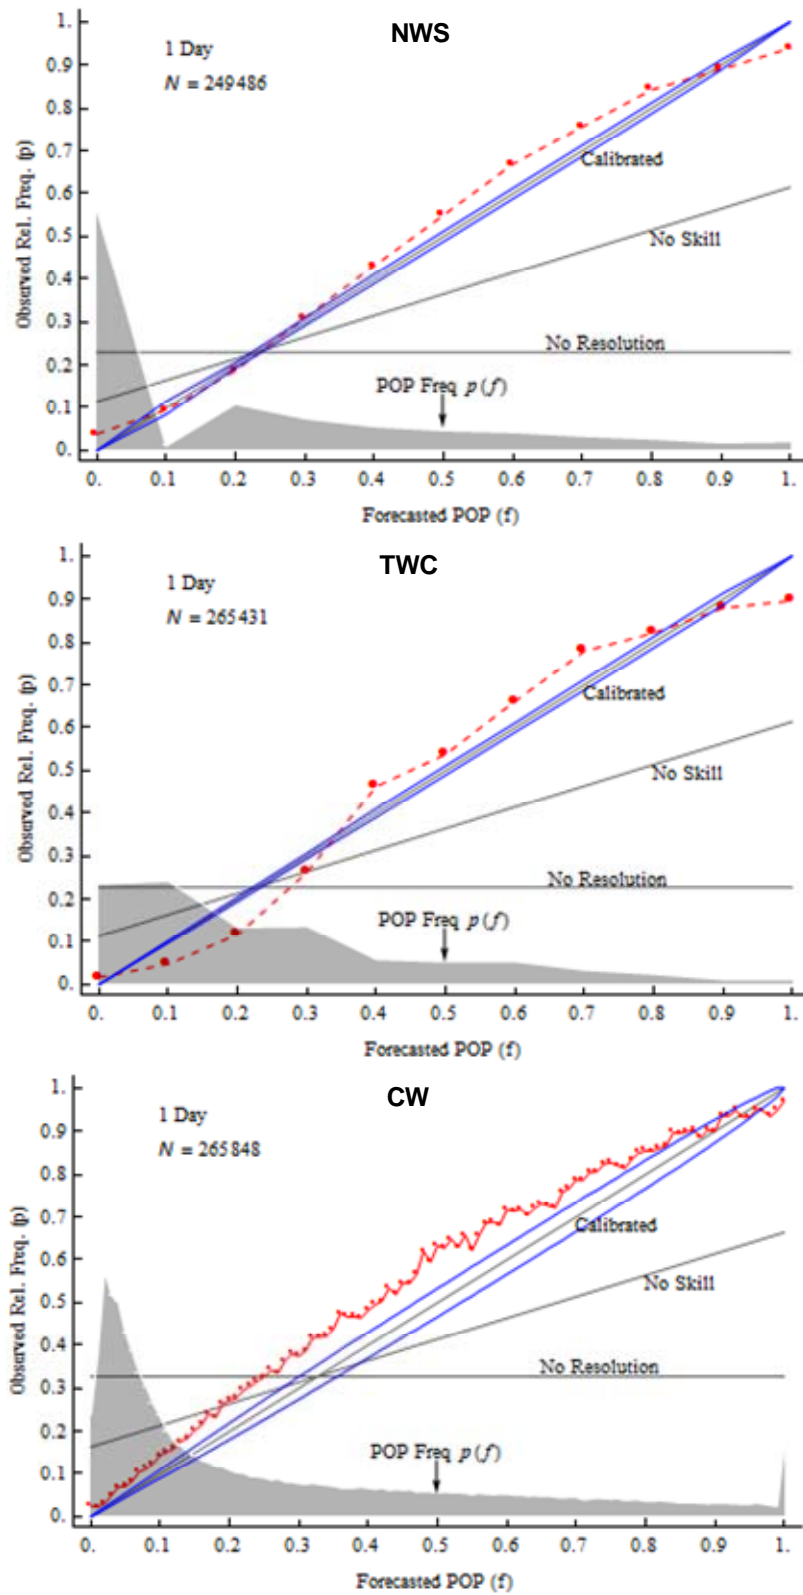 NWS
1 Day
N = 249486
1.
0.9
0.8
0.7
0.6
0.5
0.4
0.3
0.2
0.1
0.
Observed Rel. Freq. (p)
Calibrated
No Skill
No Resolution
POP Freq p(f)
0. 0.1 0.2 0.3 0.4 0.5 0.6 0.7 0.8 0.9 1.
Forecasted POP (f)
TWC
1 Day
N = 265431
1.
0.9
0.8
0.7
0.6
0.5
0.4
0.3
0.2
0.1
0.
Observed Rel. Freq. (p)
Calibrated
No Skill
No Resolution
POP Freq p(f)
0. 0.1 0.2 0.3 0.4 0.5 0.6 0.7 0.8 0.9 1.
Forecasted POP (f)
CW
1 Day
N = 265848
1.
0.9
0.8
0.7
0.6
0.5
0.4
0.3
0.2
0.1
0.
Observed Rel. Freq. (p)
Calibrated
No Skill
No Resolution
POP Freq p(f)
0. 0.1 0.2 0.3 0.4 0.5 0.6 0.7 0.8 0.9 1.
Forecasted POP (f)